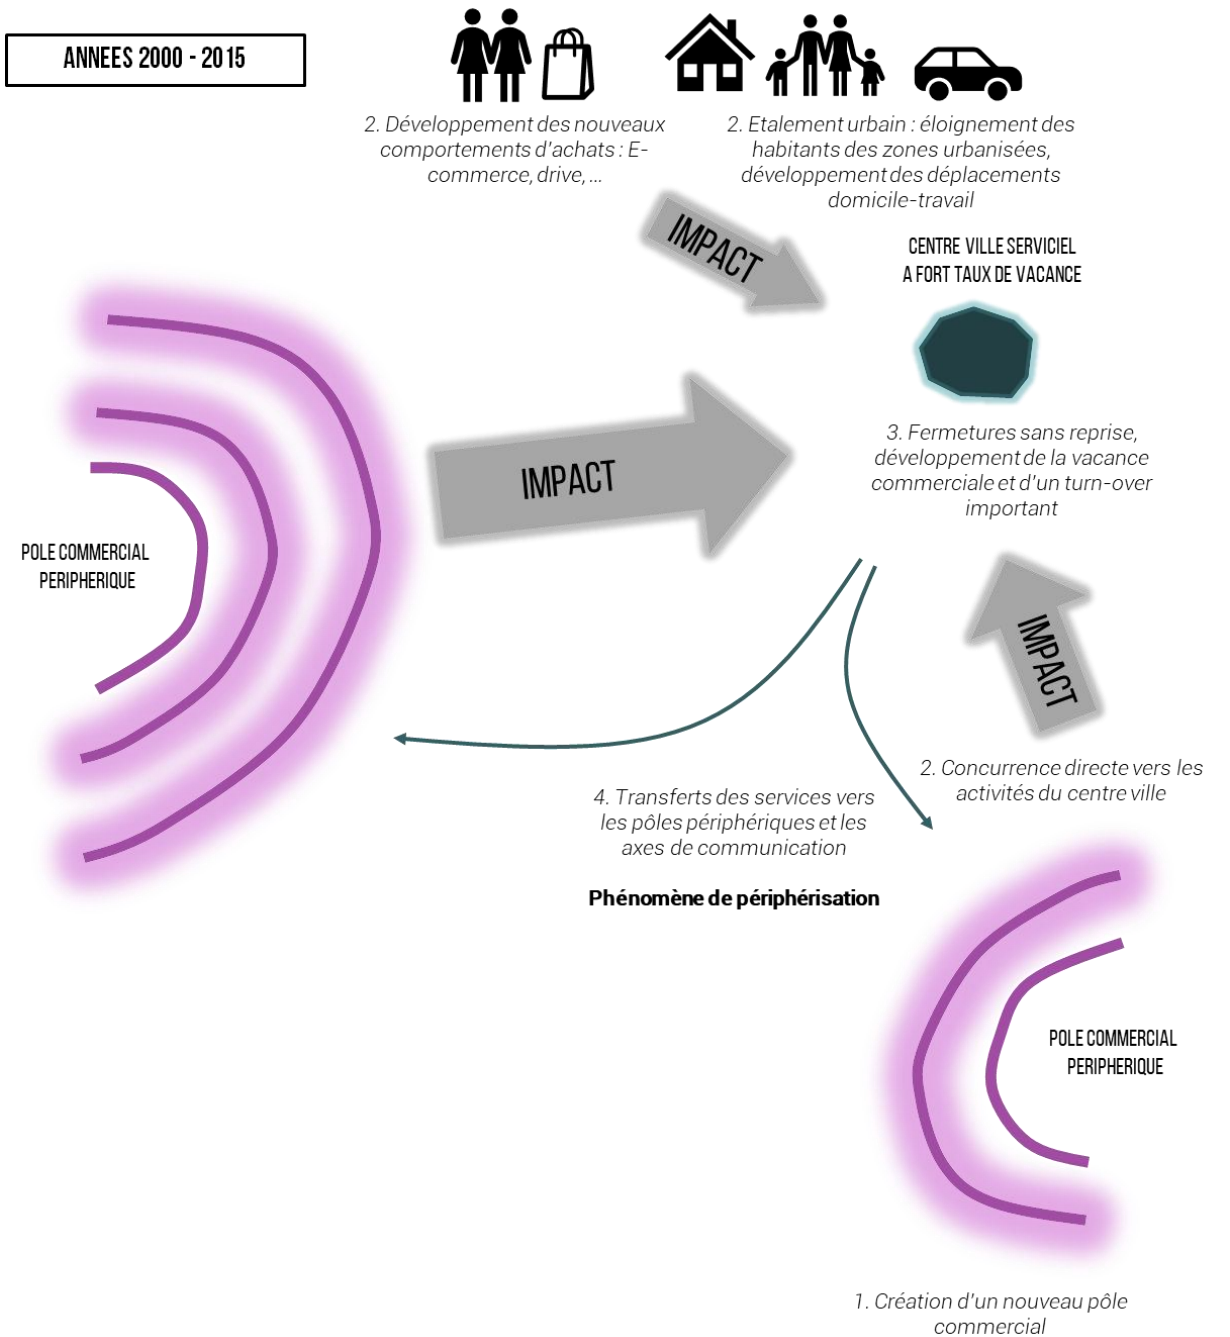 ANNEES 2000 - 2015
2. Développement des nouveaux
comportements d'achats : E-
commerce, drive, ...
2. Etalement urbain : éloignement des
habitants des zones urbanisées,
développement des déplacements
domicile-travail
IMPACT
CENTRE VILLE SERVICIEL
A FORT TAUX DE VACANCE
IMPACT
3. Fermetures sans reprise,
développement de la vacance
commerciale et d'un turn-over
important
POLE COMMERCIAL
PERIPHERIQUE
IMPACT
2. Concurrence directe vers les
activités du centre ville
4. Transferts des services vers
les pôles périphériques et les
axes de communication
Phénomène de périphérisation
POLE COMMERCIAL
PERIPHERIQUE
1. Création d'un nouveau pôle
commercial